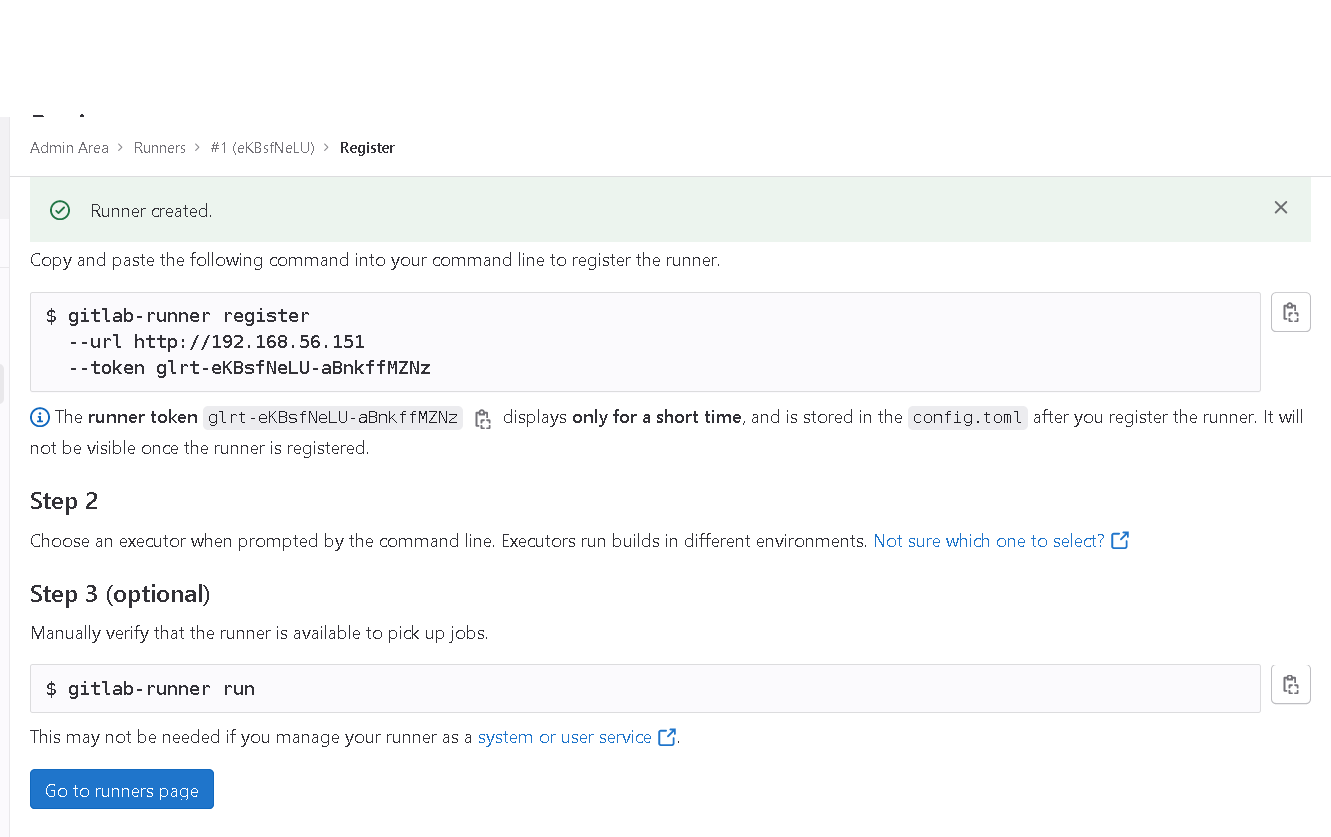 Admin Area > Runners > #1 (eKBsfNeLU) > Register
Runner created.
Copy and paste the following command into your command line to register the runner.
$ gitlab-runner register
--url http://192.168.56.151
--token glrt-eKBsfNeLU-aBnkffMZNz
The runner token glrt-eKBsfNeLU-aBnkffMZNz displays only for a short time, and is stored in the config.toml after you register the runner. It will
not be visible once the runner is registered.
Step 2
Choose an executor when prompted by the command line. Executors run builds in different environments. Not sure which one to select?
Step 3 (optional)
Manually verify that the runner is available to pick up jobs.
$ gitlab-runner run
This may not be needed if you manage your runner as a system or user service.
Go to runners page